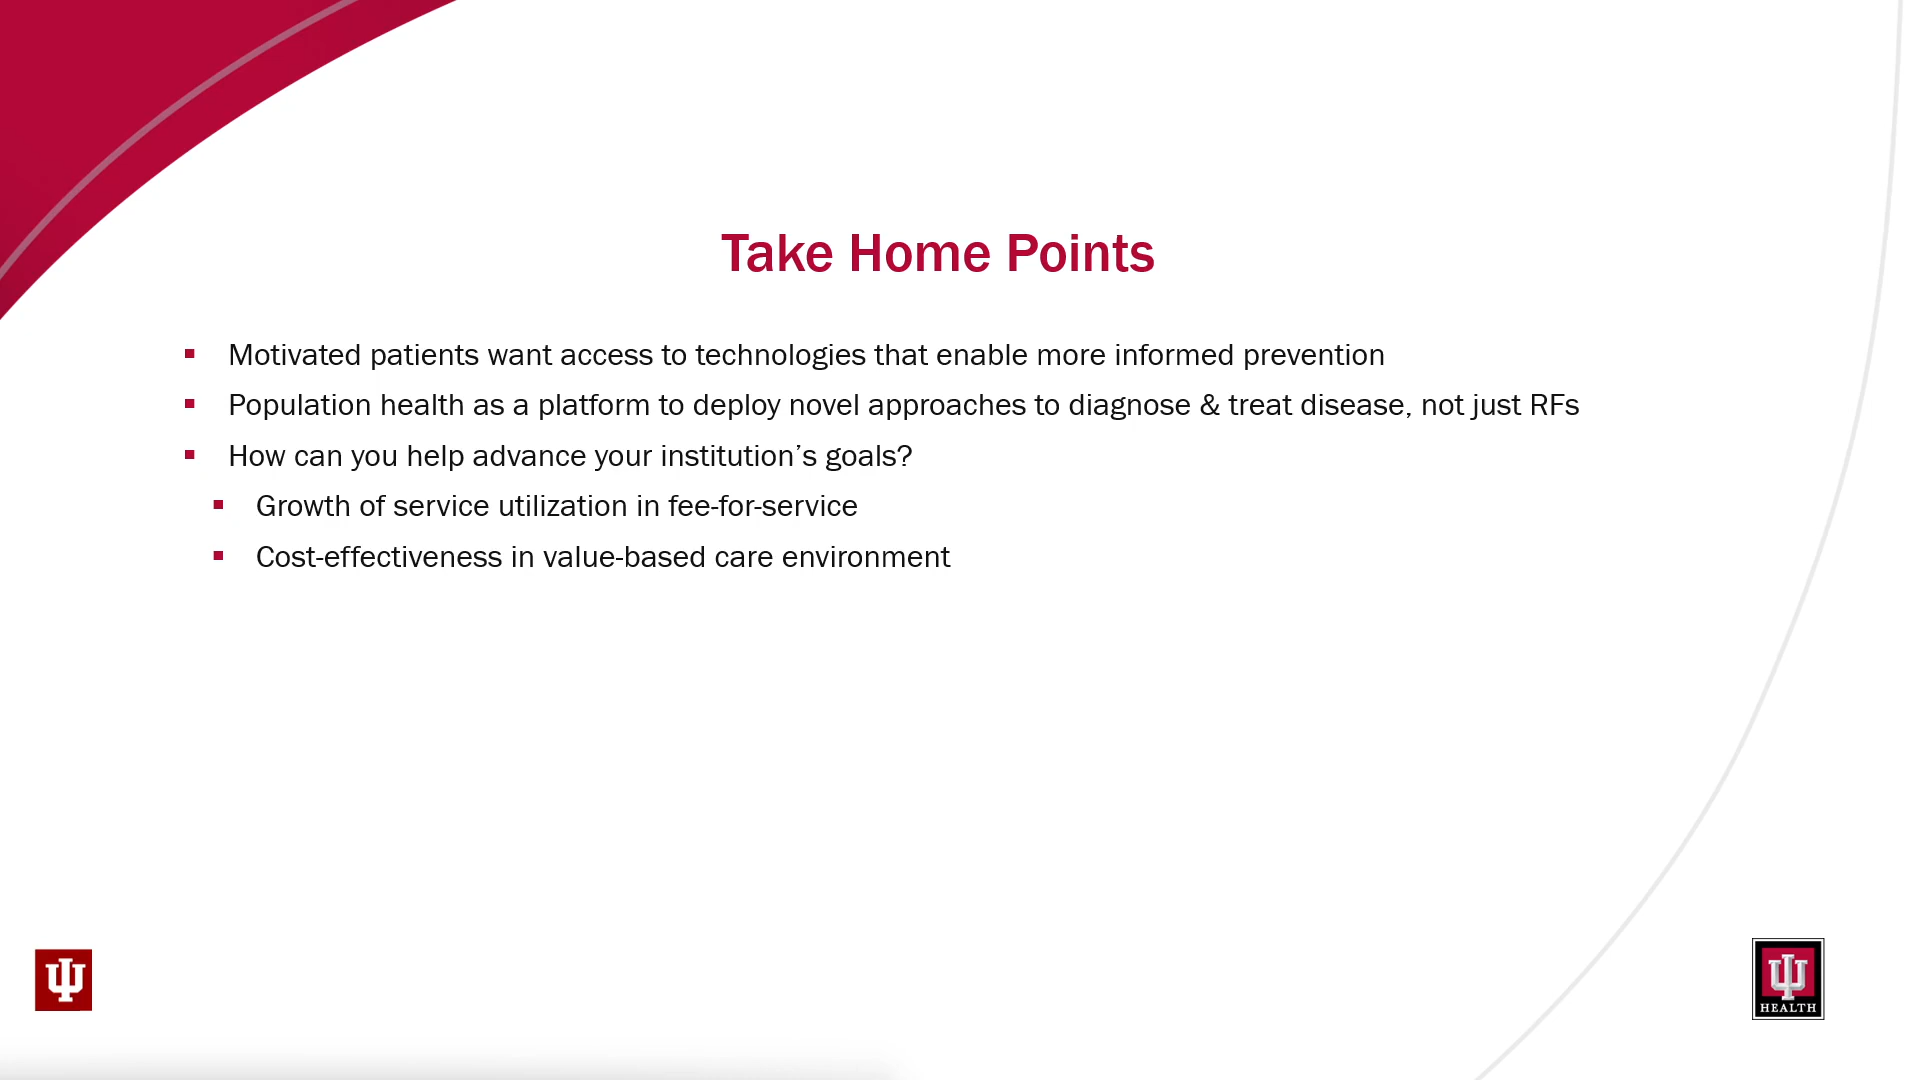 Take Home Points
Motivated patients want access to technologies that enable more informed prevention
Population health as a platform to deploy novel approaches to diagnose & treat disease, not just RFs
How can you help advance your institution’s goals?
Growth of service utilization in fee-for-service
Cost-effectiveness in value-based care environment
HEALTH